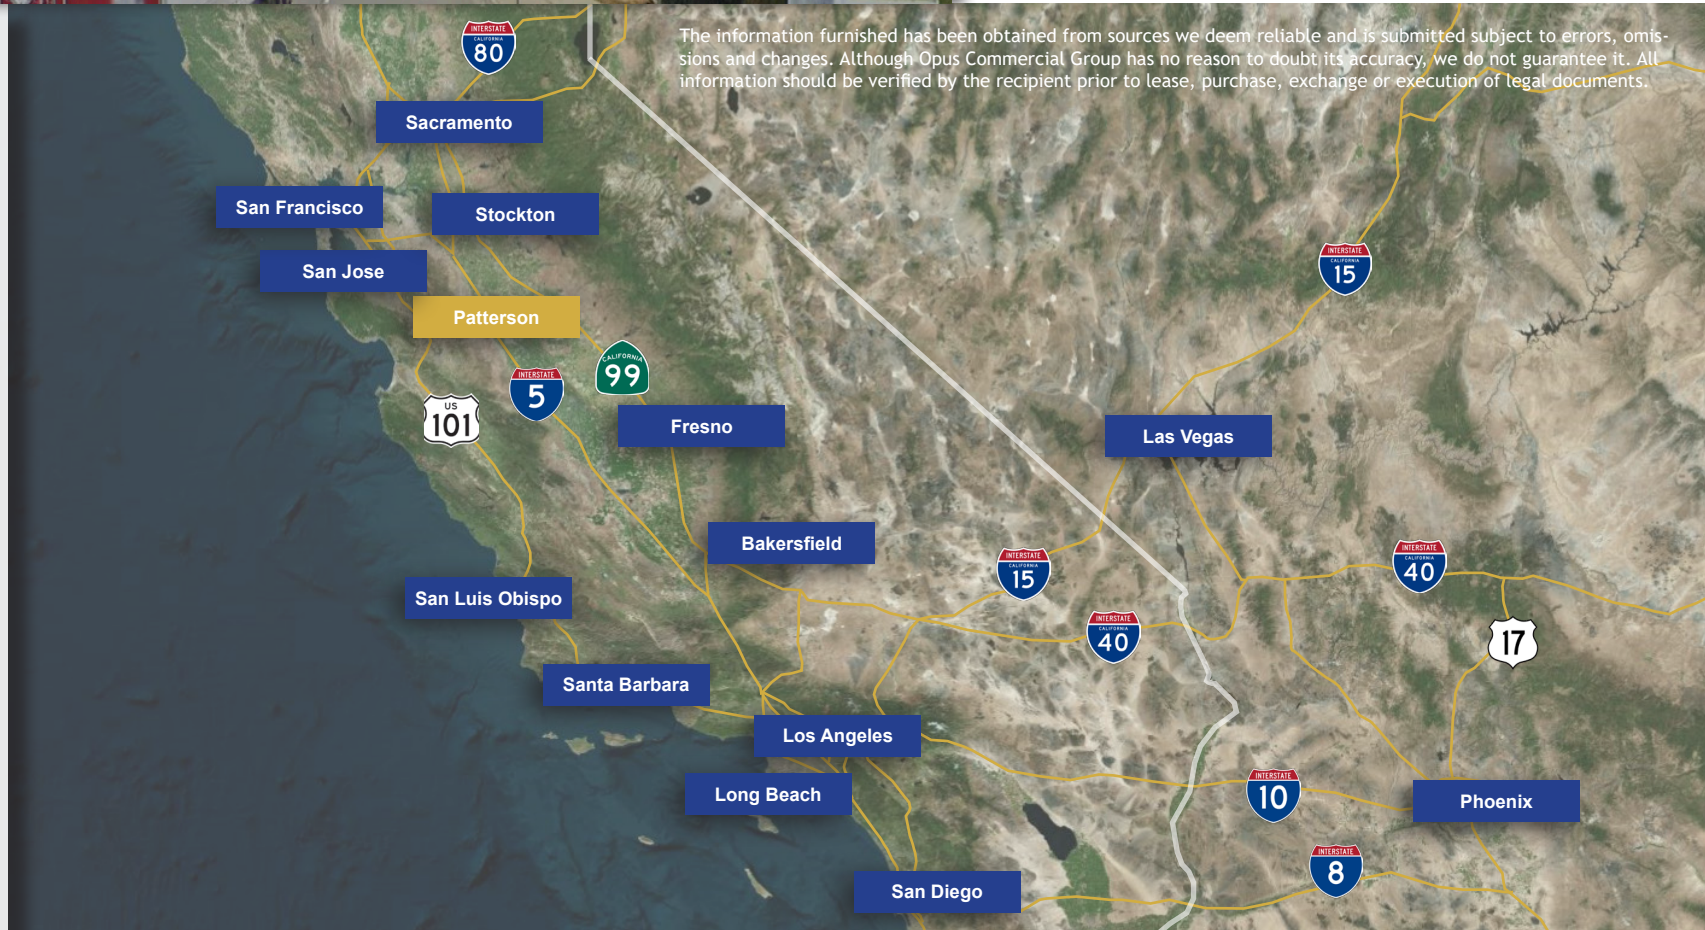 The information furnished has been obtained from sources we deem reliable and is submitted subject to errors, omis-
sions and changes. Although Opus Commercial Group has no reason to doubt its accuracy, we do not guarantee it. All
information should be verified by the recipient prior to lease, purchase, exchange or execution of legal documents.
INTERSTATE
CALIFORNIA
80
Sacramento
San Francisco
Stockton
San Jose
INTERSTATE
CALIFORNIA
15
Patterson
CALIFORNIA
99
INTERSTATE
5
US
101
Fresno
Las Vegas
Bakersfield
INTERSTATE
CALIFORNIA
15
INTERSTATE
CALIFORNIA
40
San Luis Obispo
INTERSTATE
CALIFORNIA
40
17
Santa Barbara
Los Angeles
Long Beach
INTERSTATE
10
Phoenix
INTERSTATE
8
San Diego